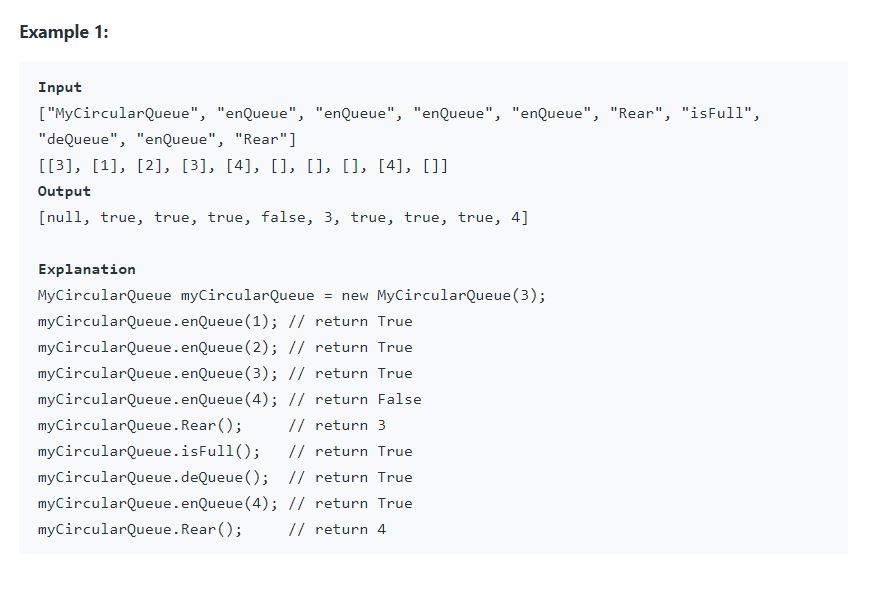 Example 1:
Input
["MyCircularQueue", "enQueue", "enQueue", "enQueue", "enQueue", "Rear", "isFull",
"deQueue", "enQueue", "Rear"]
[[3], [1], [2], [3], [4], [], [], [], [4], []]
Output
[null, true, true, true, false, 3, true, true, true, 4]
Explanation
MyCircularQueue myCircularQueue = new MyCircularQueue(3);
myCircularQueue.enQueue(1); // return True
myCircularQueue.enQueue(2); // return True
myCircularQueue.enQueue(3); // return True
myCircularQueue.enQueue(4); // return False
myCircularQueue.Rear();     // return 3
myCircularQueue.isFull();   // return True
myCircularQueue.deQueue();  // return True
myCircularQueue.enQueue(4); // return True
myCircularQueue.Rear();     // return 4